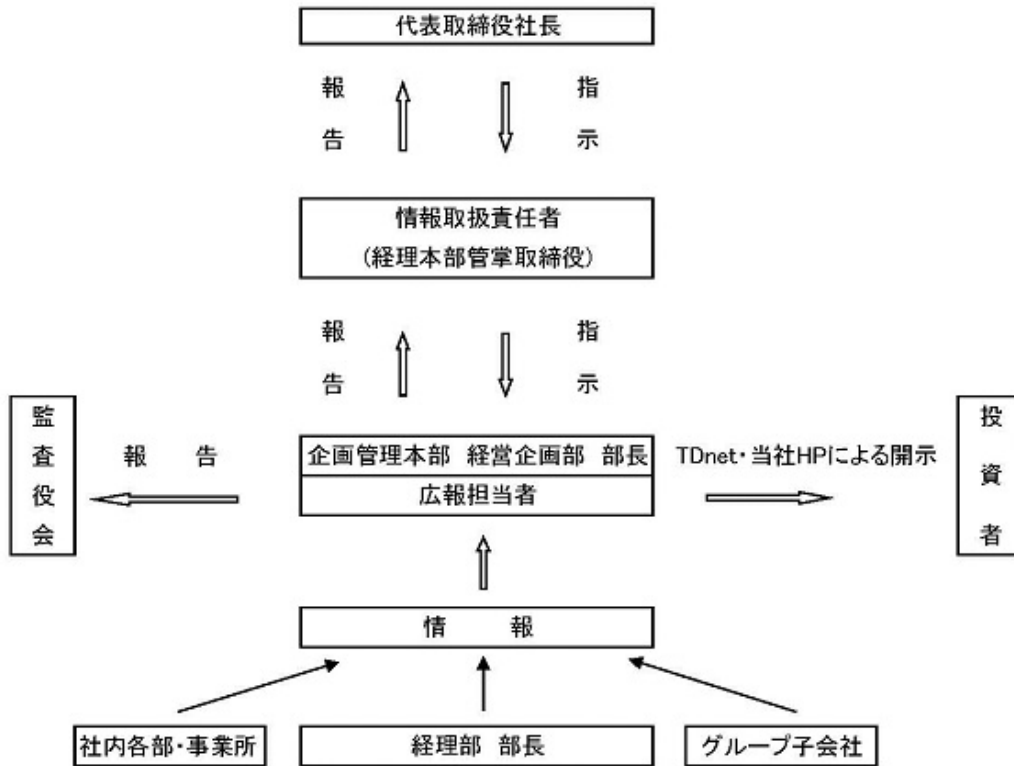 代表取締役社長
報告
指示
情報取扱責任者
(経理本部管掌取締役)
報告
指示
監査役会
報 告
企画管理本部 経営企画部 部長
広報担当者
TDnet・当社HPによる開示
投資者
情 報
社内各部・事業所
経理部 部長
グループ子会社